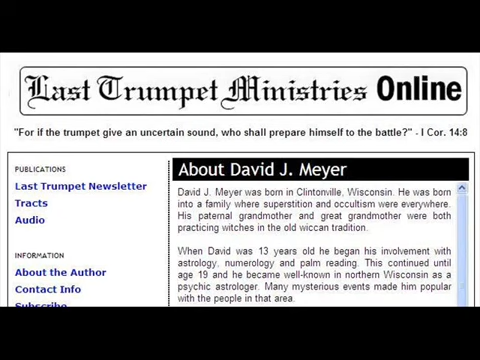 Last Trumpet Ministries Online
"For if the trumpet give an uncertain sound, who shall prepare himself to the battle?" - I Cor. 14:8
PUBLICATIONS
Last Trumpet Newsletter
Tracts
Audio
INFORMATION
About the Author
Contact Info
Subscribe
About David J. Meyer
David J. Meyer was born in Clintonville, Wisconsin. He was born
into a family where superstition and occultism were everywhere.
His paternal grandmother and great grandmother were both
practicing witches in the old wiccan tradition.
When David was 13 years old he began his involvement with
astrology, numerology and palm reading. This continued until
age 19 and he became well-known in northern Wisconsin as a
psychic astrologer. Many mysterious events made him popular
with the people in that area.